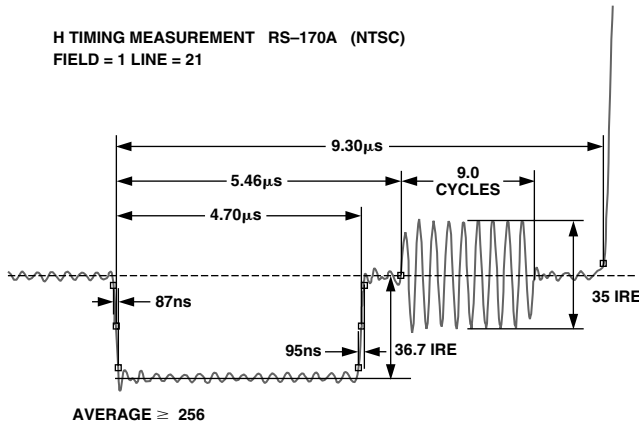 H TIMING MEASUREMENT RS–170A (NTSC)
FIELD = 1 LINE = 21
9.30µs
5.46µs
9.0
CYCLES
4.70µs
87ns
35 IRE
95ns
36.7 IRE
AVERAGE ≥ 256